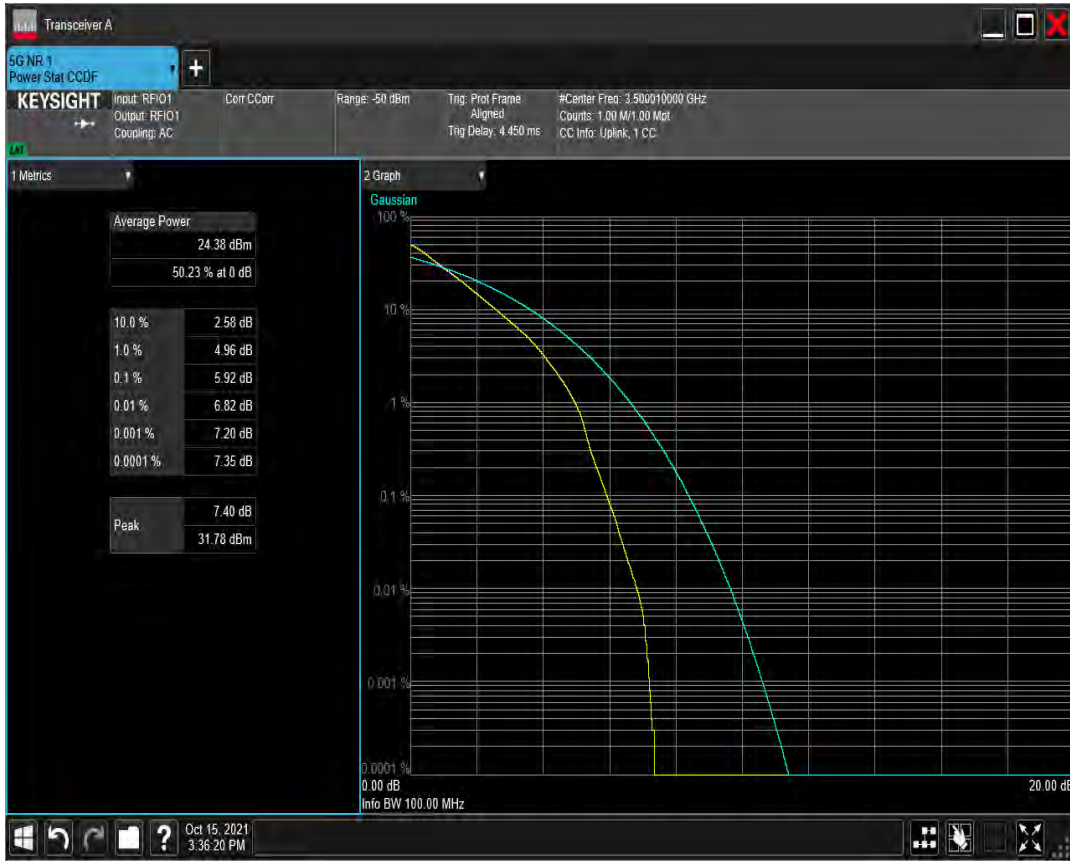 Transceiver A
5G NR 1
Power Stat CCDF
+
KEYSIGHT
Input: RFIO1
Output: RFIO1
Coupling: AC
Corr CCorr
Range: -50 dBm
Trig: Prot Frame
Aligned
Trig Delay: 4.450 ms
#Center Freq: 3.500010000 GHz
Counts: 1.00 M/1.00 Mpt
CC Info: Uplink, 1 CC
1 Metrics
Average Power
24.38 dBm
50.23 % at 0 dB
10.0 % 2.58 dB
1.0 % 4.96 dB
0.1 % 5.92 dB
0.01 % 6.82 dB
0.001 % 7.20 dB
0.0001 % 7.35 dB
Peak 7.40 dB
31.78 dBm
2 Graph
Gaussian
100 %
10 %
1 %
0.1 %
0.01 %
0.001 %
0.0001 %
0.00 dB 20.00 dB
Info BW 100.00 MHz
?
Oct 15, 2021
3:36:20 PM